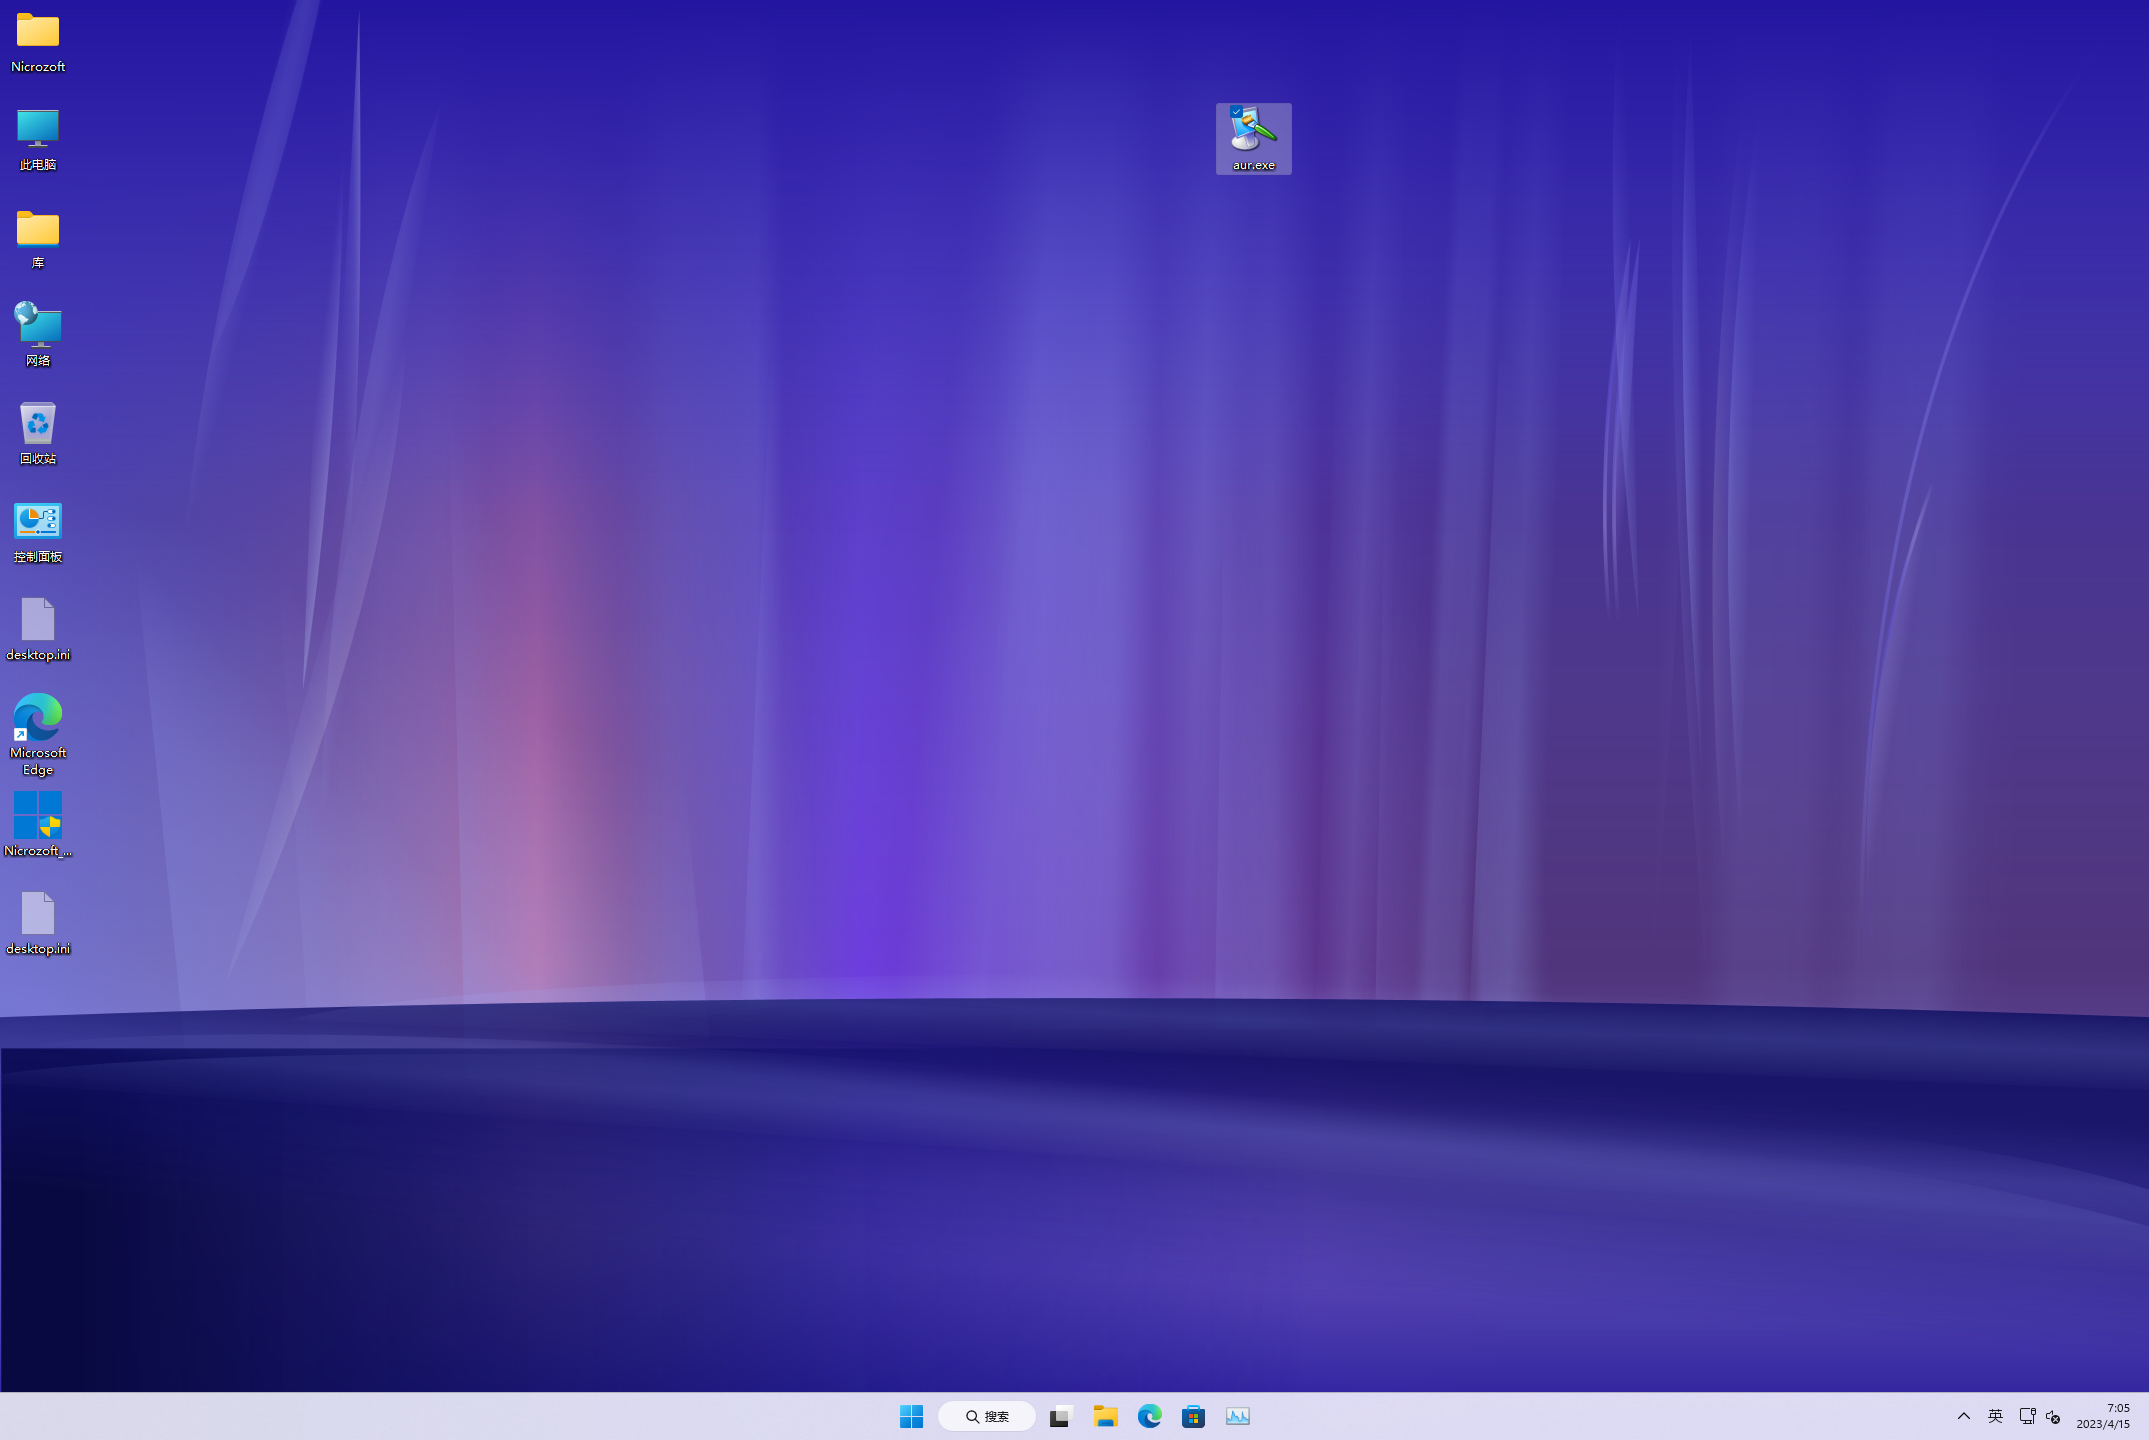 Nicrozoft
此电脑
库
网络
回收站
控制面板
desktop.ini
Microsoft
Edge
Nicrozoft_...
desktop.ini
aur.exe
搜索
英
7:05
2023/4/15